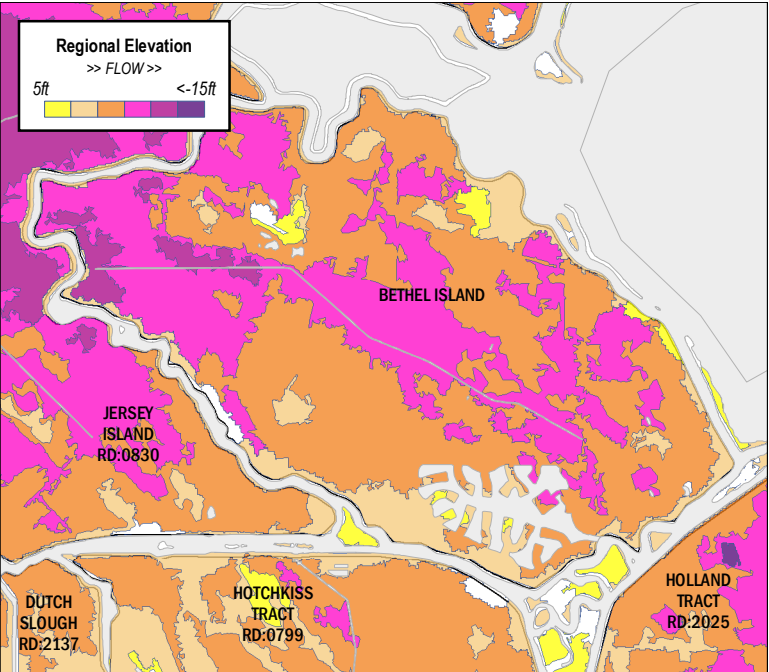 Regional Elevation
>> FLOW >>
5ft <-15ft
BETHEL ISLAND
JERSEY
ISLAND
RD:0830
DUTCH
SLOUGH
RD:2137
HOTCHKISS
TRACT
RD:0799
HOLLAND
TRACT
RD:2025